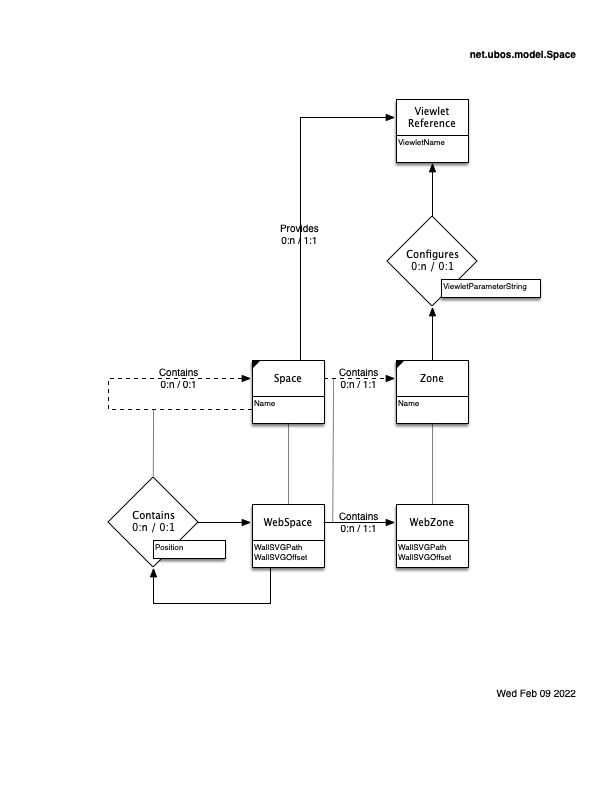 net.ubos.model.Space
Viewlet
Reference
ViewletName
Provides
0:n / 1:1
Configures
0:n / 0:1
ViewletParameterString
Contains
0:n / 0:1
Space
Name
Contains
0:n / 1:1
Zone
Name
Contains
0:n / 0:1
Position
WebSpace
WallSVGPath
WallSVGOffset
Contains
0:n / 1:1
WebZone
WallSVGPath
WallSVGOffset
Wed Feb 09 2022